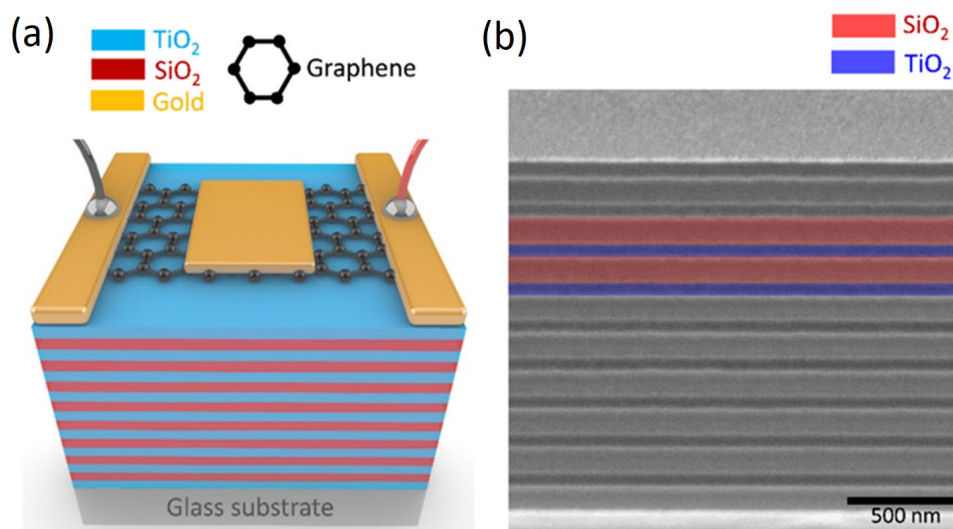 (a)
TiO₂
SiO₂
Gold
Graphene
Glass substrate
(b)
SiO₂
TiO₂
500 nm